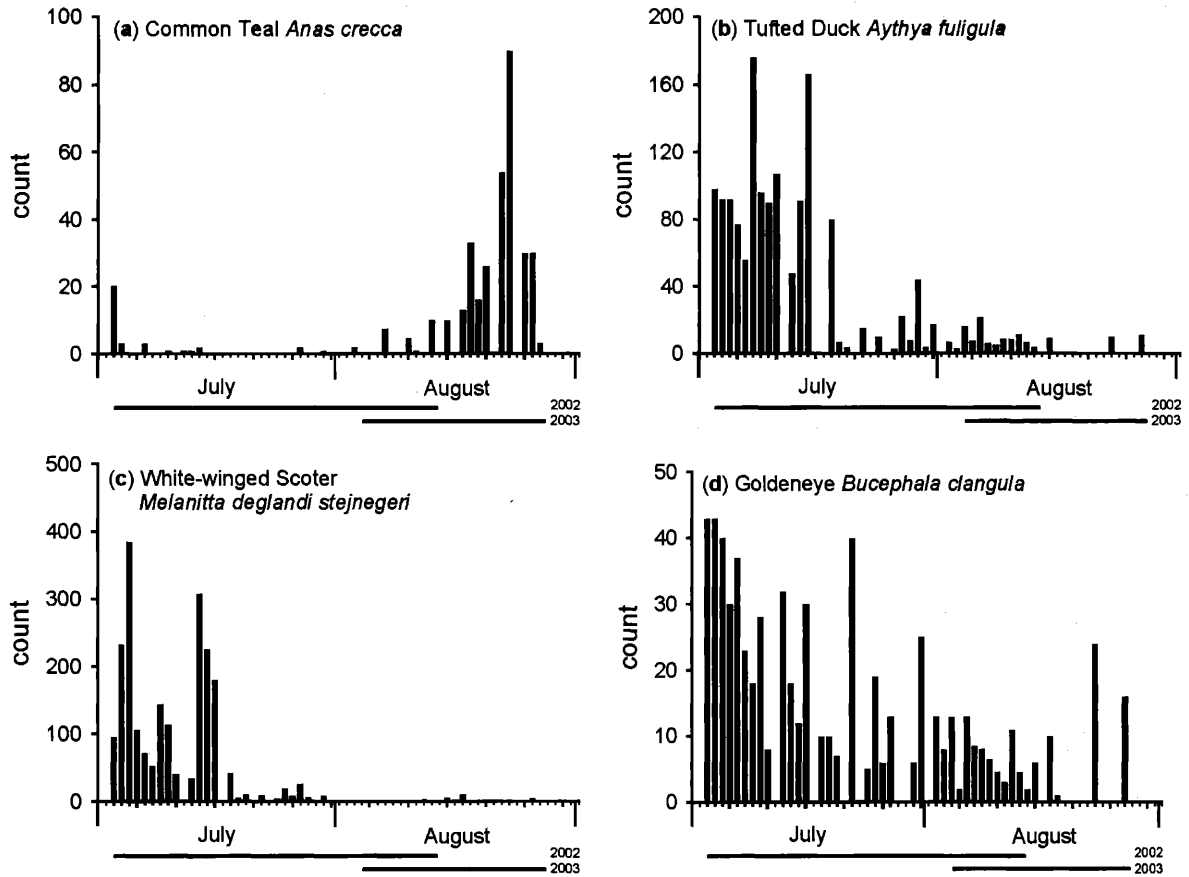 (a) Common Teal Anas crecca
100
80
60
40
20
0
count
July
August
2002
2003
(b) Tufted Duck Aythya fuligula
200
160
120
80
40
0
count
July
August
2002
2003
(c) White-winged Scoter
Melanitta deglandi stejnegeri
500
400
300
200
100
0
count
July
August
2002
2003
(d) Goldeneye Bucephala clangula
50
40
30
20
10
0
count
July
August
2002
2003